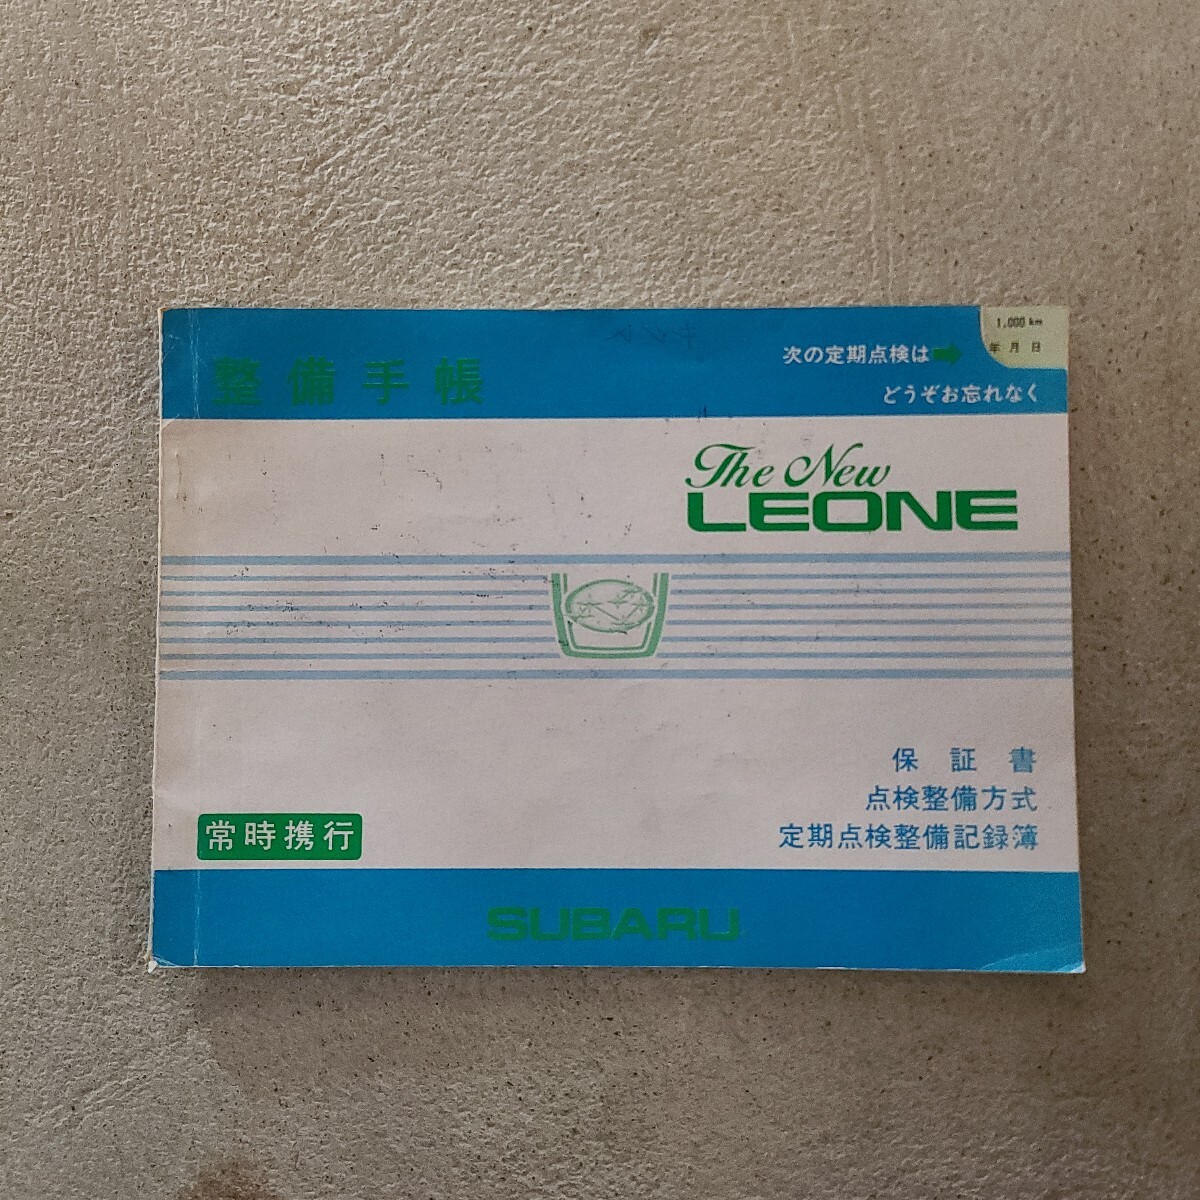 整備手帳
次の定期点検は
1,000 km
年 月 日
どうぞお忘れなく
The New
LEONE
保証書
点検整備方式
定期点検整備記録簿
常時携行
SUBARU